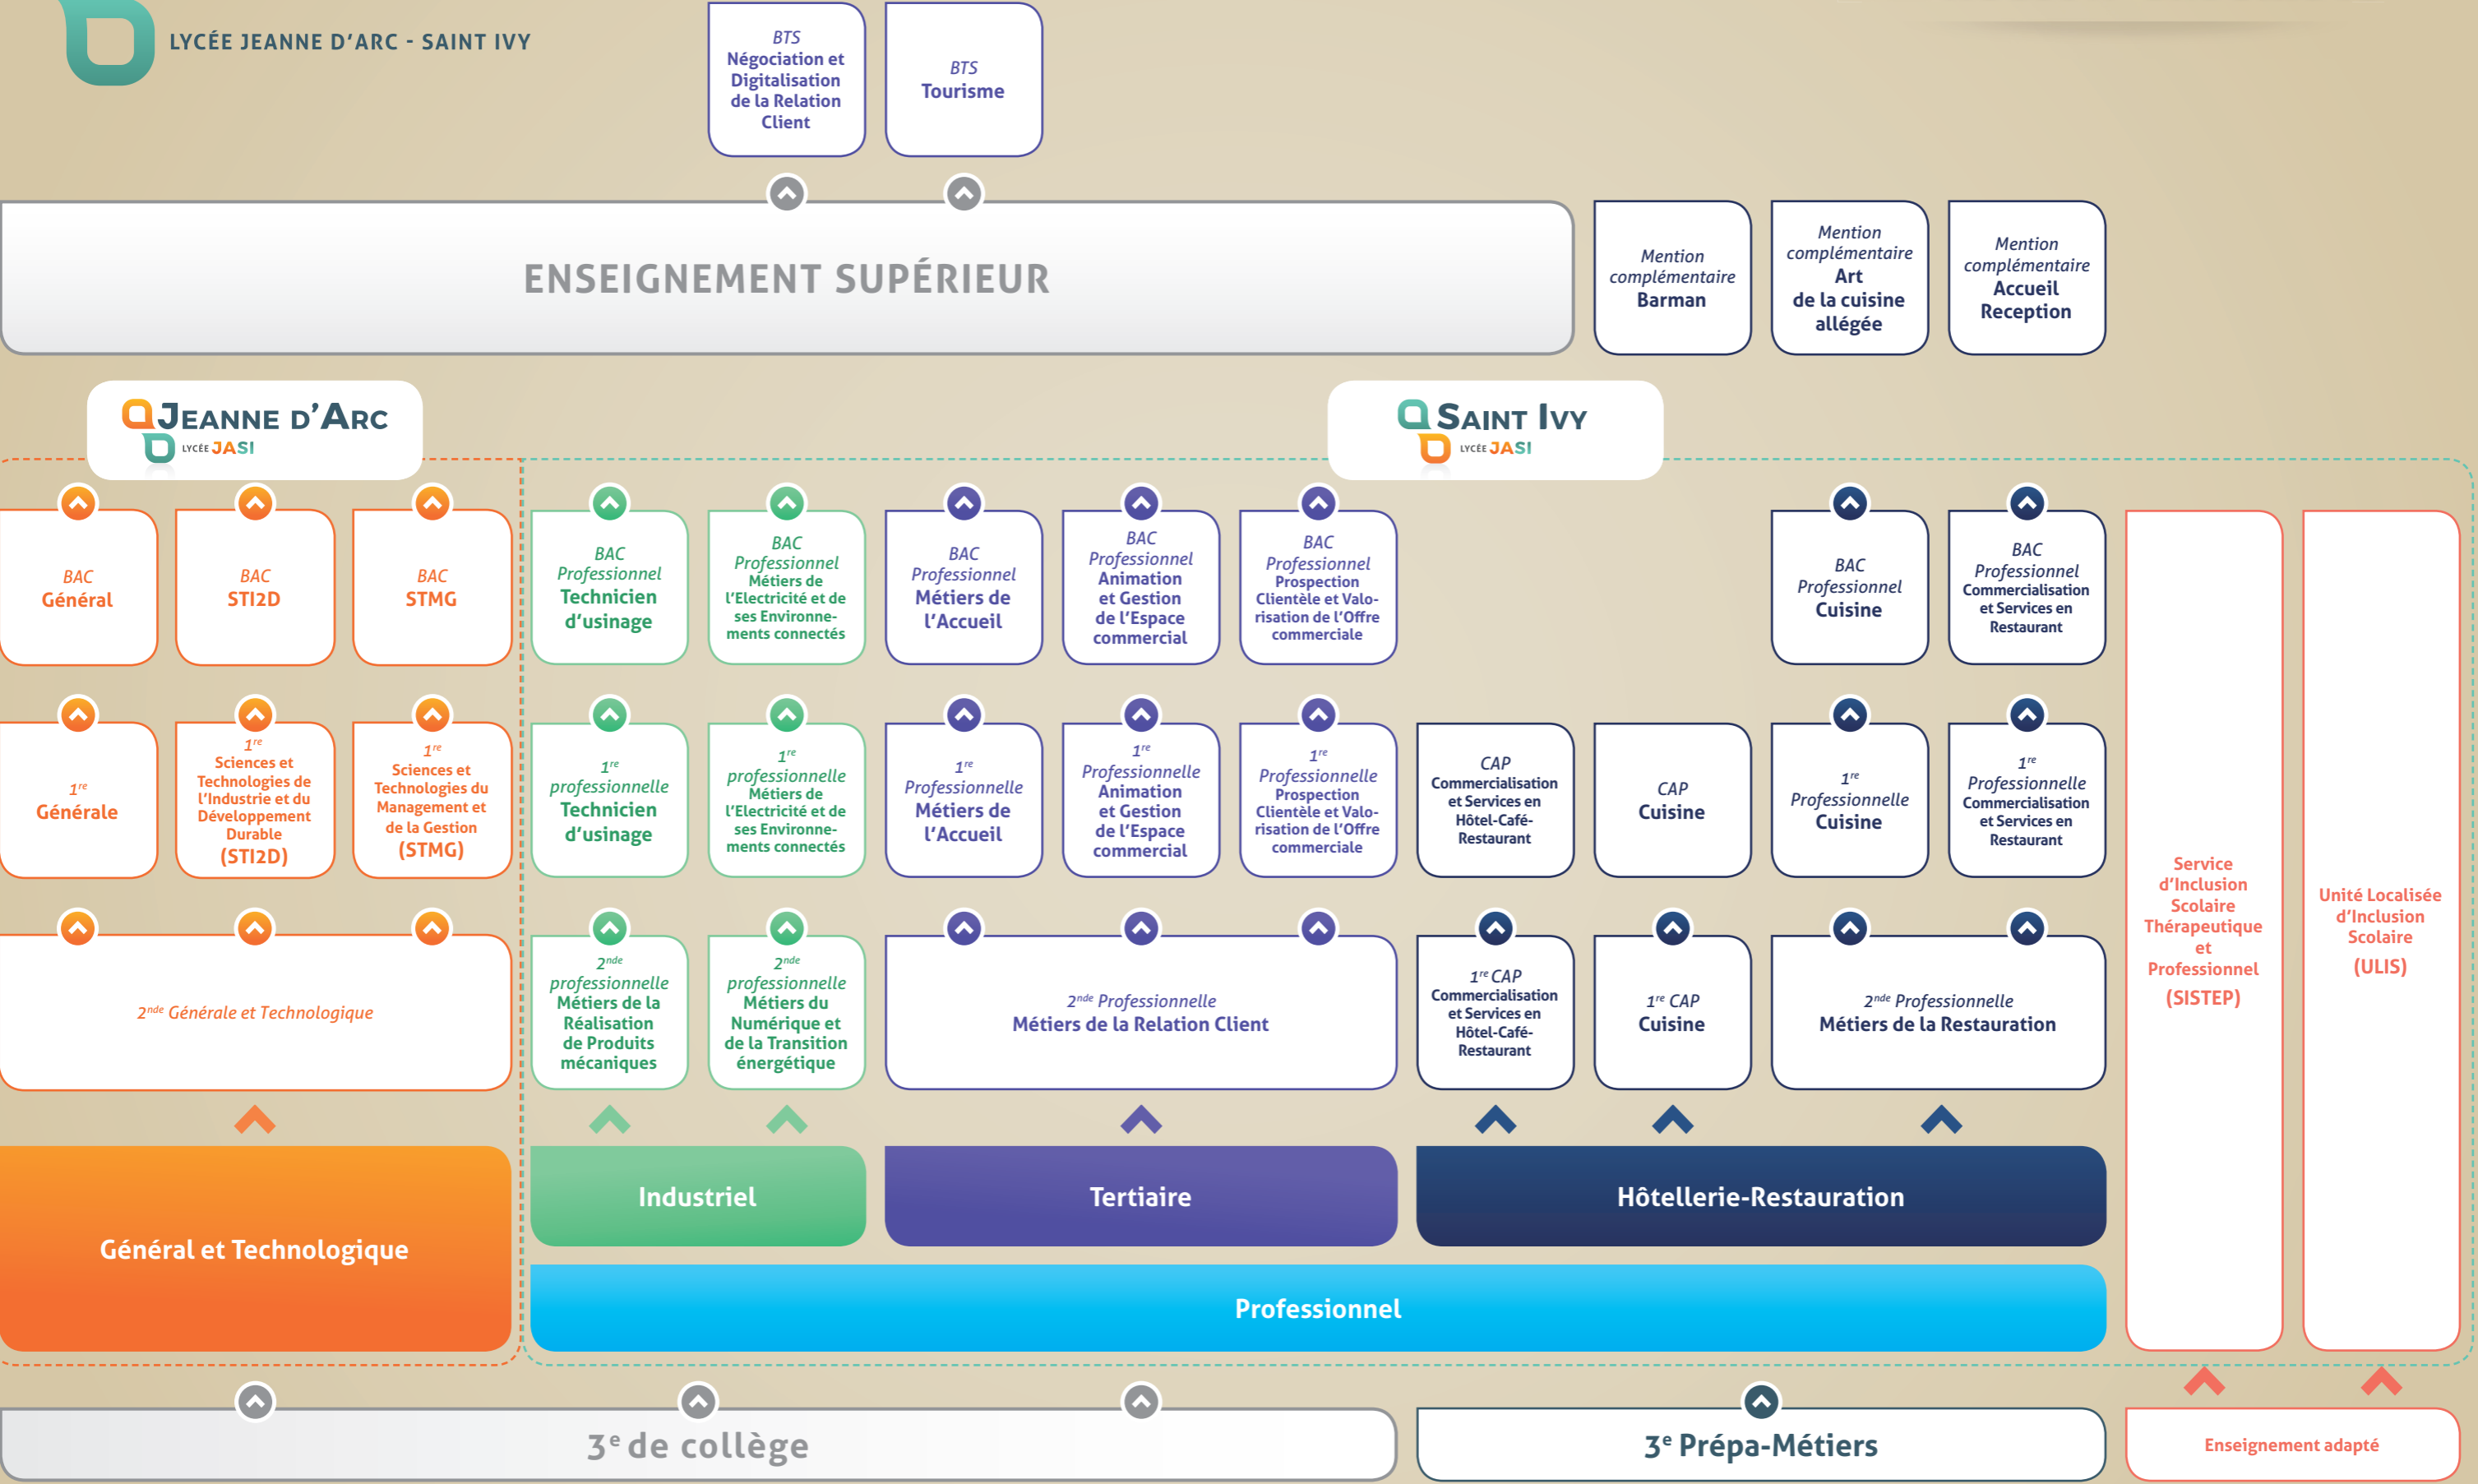 LYCÉE JEANNE D'ARC - SAINT IVY
BTS
Négociation et
Digitalisation
de la Relation
Client
BTS
Tourisme
ENSEIGNEMENT SUPÉRIEUR
Mention
complémentaire
Barman
Mention
complémentaire
Art
de la cuisine
allégée
Mention
complémentaire
Accueil
Reception
JEANNE D'ARC
LYCÉE JASI
SAINT IVY
LYCÉE JASI
BAC
Général
BAC
STI2D
BAC
STMG
BAC
Professionnel
Technicien
d'usinage
BAC
Professionnel
Métiers de
l'Electricité et de
ses Environne-
ments connectés
BAC
Professionnel
Métiers de
l'Accueil
BAC
Professionnel
Animation
et Gestion
de l'Espace
commercial
BAC
Professionnel
Prospection
Clientèle et Valo-
risation de l'Offre
commerciale
BAC
Professionnel
Cuisine
BAC
Professionnel
Commercialisation
et Services en
Restaurant
1re
Générale
1re
Sciences et
Technologies de
l'Industrie et du
Développement
Durable
(STI2D)
1re
Sciences et
Technologies du
Management et
de la Gestion
(STMG)
1re
professionnelle
Technicien
d'usinage
1re
professionnelle
Métiers de
l'Electricité et de
ses Environne-
ments connectés
1re
Professionnelle
Métiers de
l'Accueil
1re
Professionnelle
Animation
et Gestion
de l'Espace
commercial
1re
Professionnelle
Prospection
Clientèle et Valo-
risation de l'Offre
commerciale
CAP
Commercialisation
et Services en
Hôtel-Café-
Restaurant
CAP
Cuisine
1re
Professionnelle
Cuisine
1re
Professionnelle
Commercialisation
et Services en
Restaurant
Service
d'Inclusion
Scolaire
Thérapeutique
et
Professionnel
(SISTEP)
Unité Localisée
d'Inclusion
Scolaire
(ULIS)
2nde Générale et Technologique
2nde
professionnelle
Métiers de la
Réalisation
de Produits
mécaniques
2nde
professionnelle
Métiers du
Numérique et
de la Transition
énergétique
2nde Professionnelle
Métiers de la Relation Client
1re CAP
Commercialisation
et Services en
Hôtel-Café-
Restaurant
1re CAP
Cuisine
2nde Professionnelle
Métiers de la Restauration
Général et Technologique
Industriel
Tertiaire
Hôtellerie-Restauration
Professionnel
3e de collège
3e Prépa-Métiers
Enseignement adapté